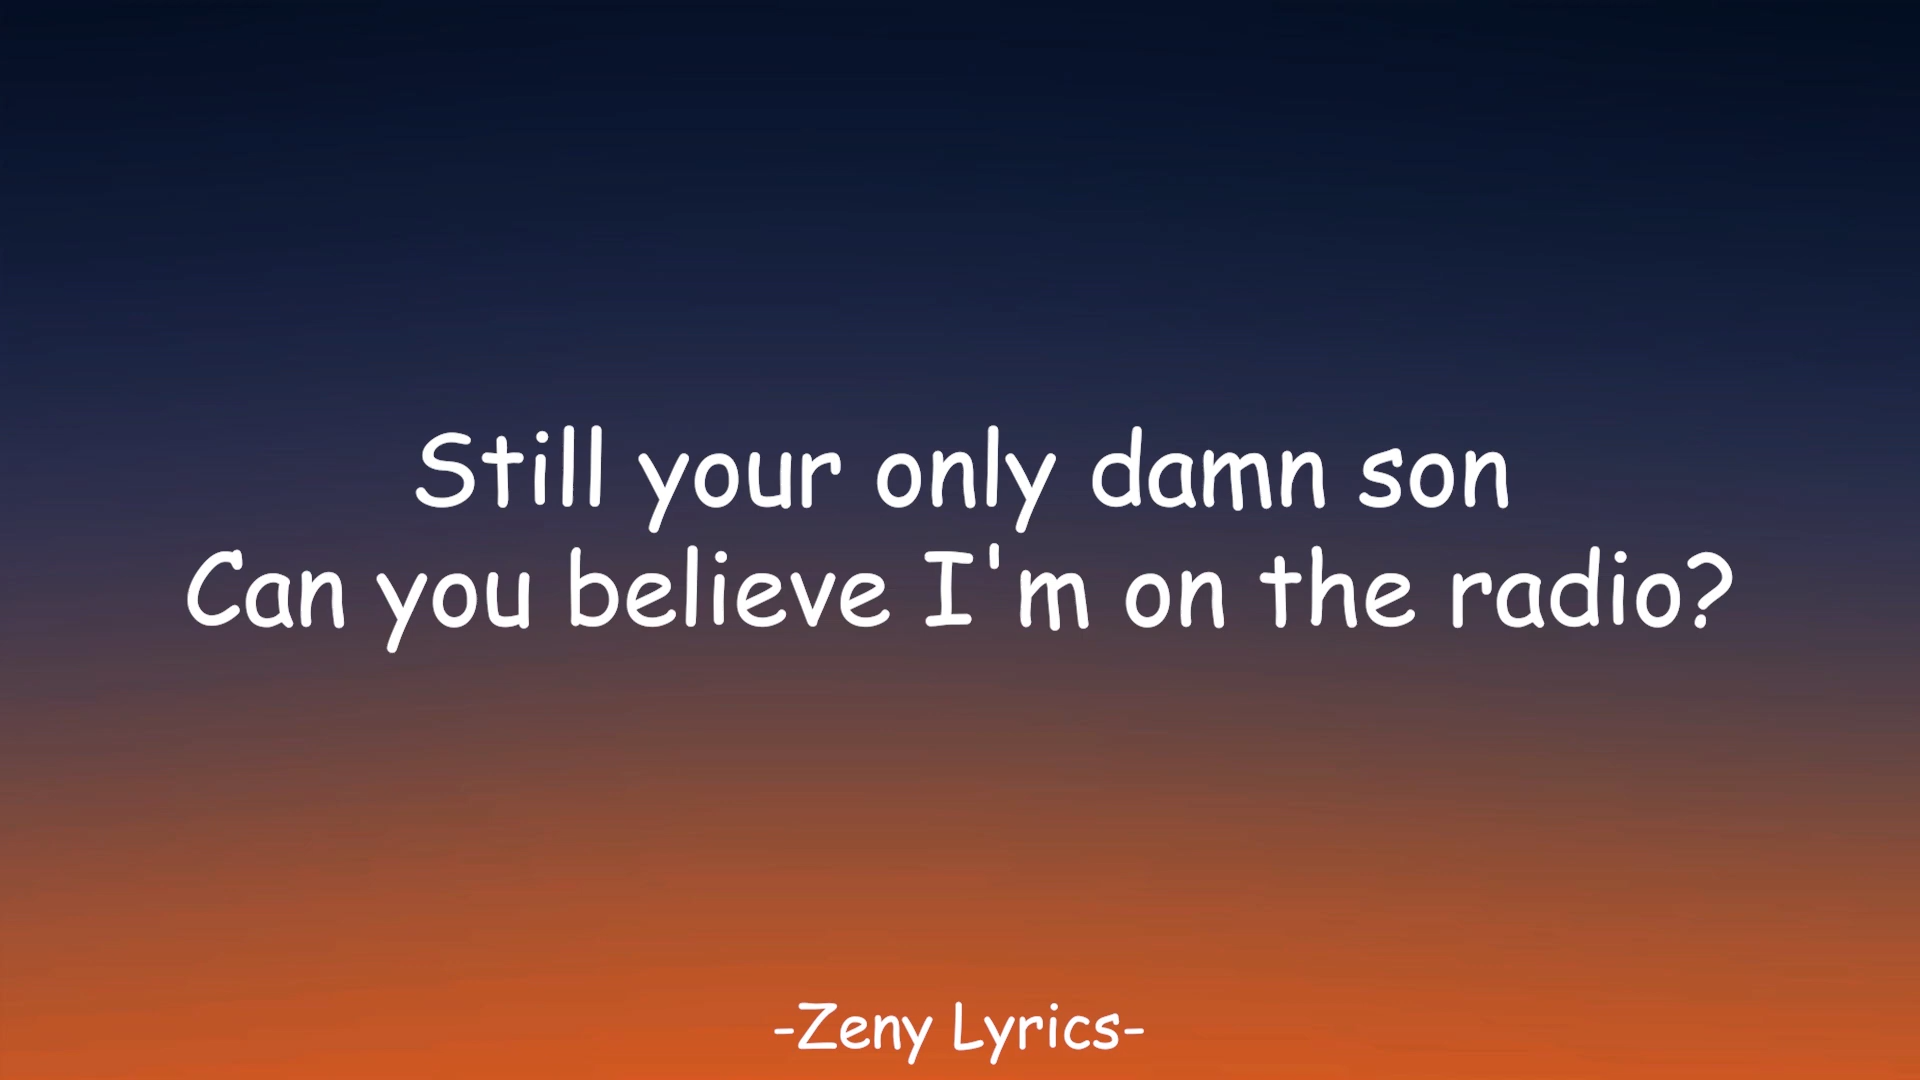 Still your only damn son
Can you believe I'm on the radio?
-Zeny Lyrics-